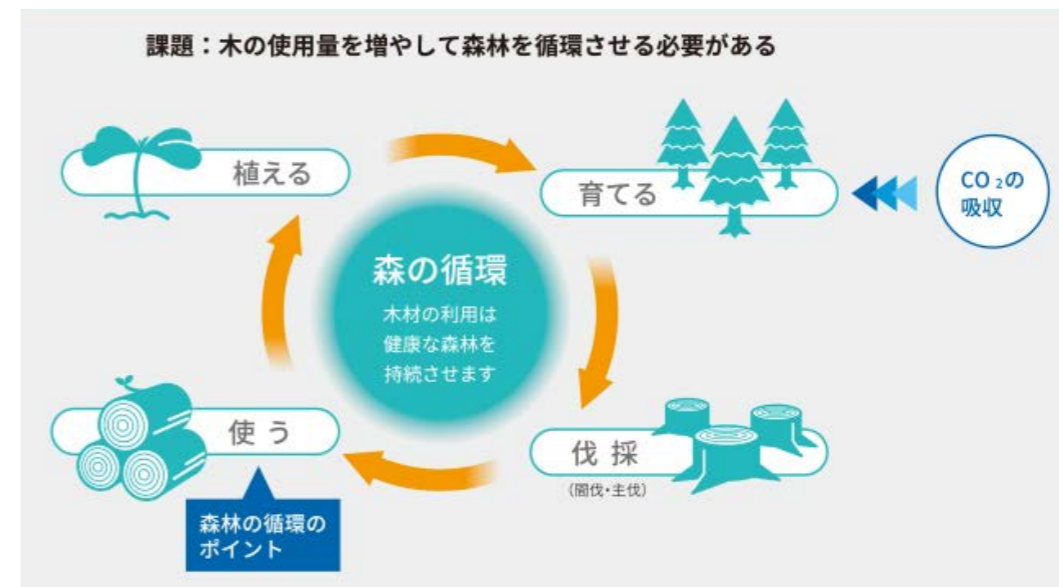 課題：木の使用量を増やして森林を循環させる必要がある
植える
育てる
CO₂の
吸収
森の循環
木材の利用は
健康な森林を
持続させます
使う
伐採
（間伐・主伐）
森林の循環の
ポイント